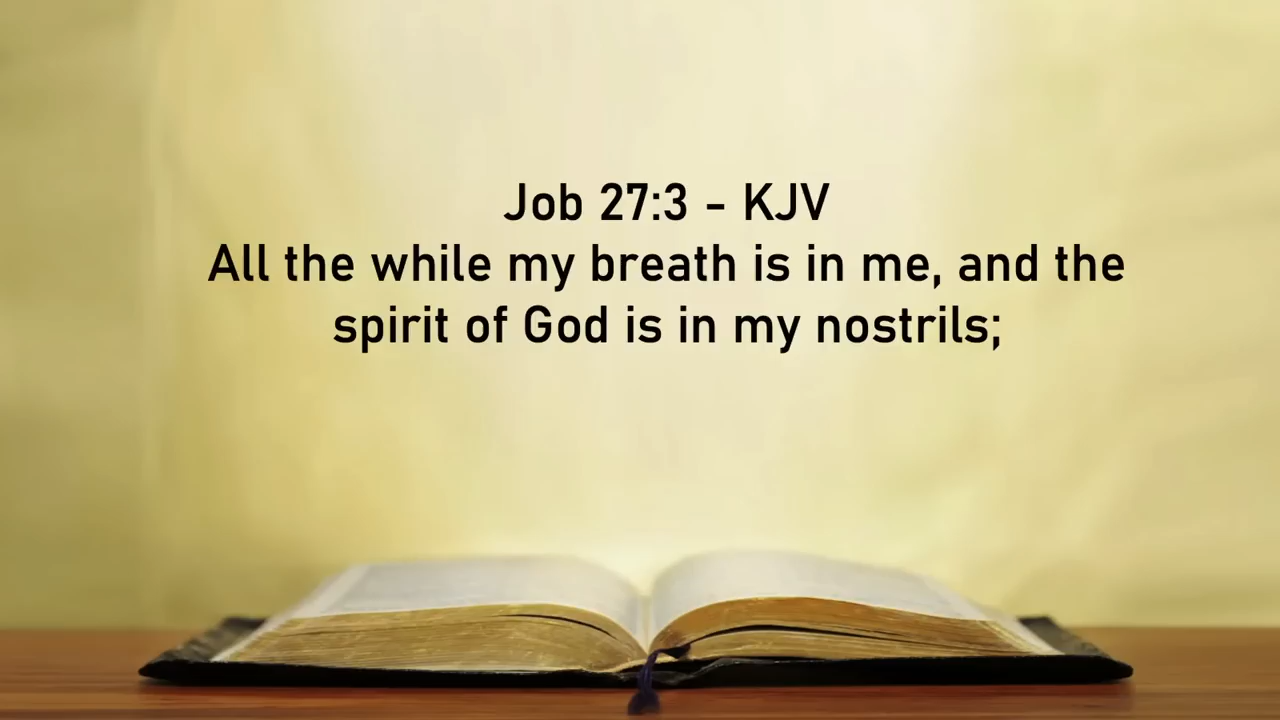 Job 27:3 - KJV
All the while my breath is in me, and the
spirit of God is in my nostrils;